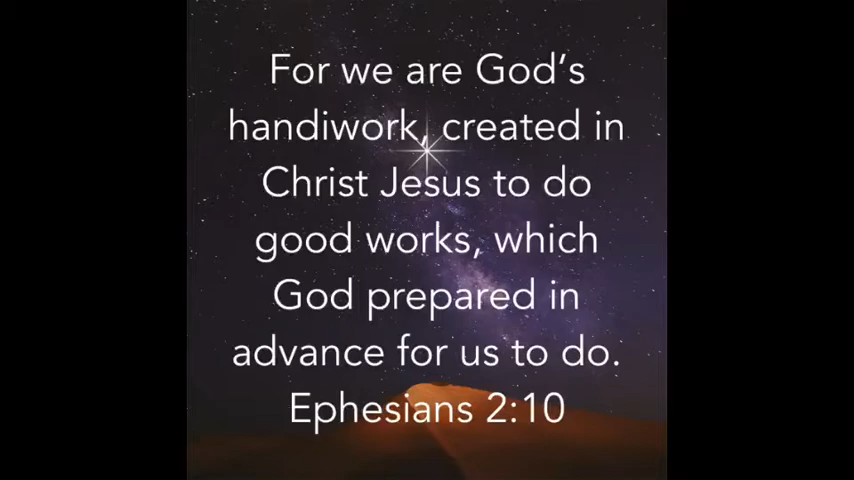 For we are God’s
handiwork, created in
Christ Jesus to do
good works, which
God prepared in
advance for us to do.
Ephesians 2:10